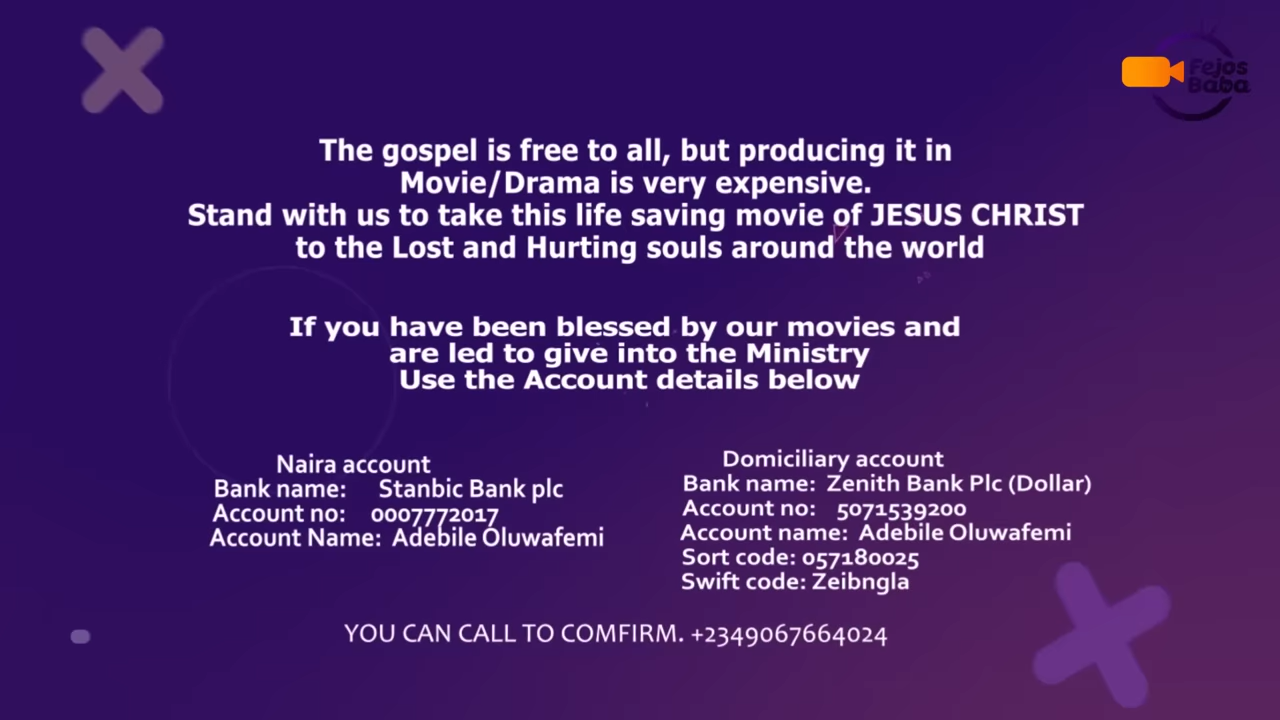 Fejos
Baba
The gospel is free to all, but producing it in
Movie/Drama is very expensive.
Stand with us to take this life saving movie of JESUS CHRIST
to the Lost and Hurting souls around the world
If you have been blessed by our movies and
are led to give into the Ministry
Use the Account details below
Naira account
Bank name: Stanbic Bank plc
Account no: 0007772017
Account Name: Adebile Oluwafemi
Domiciliary account
Bank name: Zenith Bank Plc (Dollar)
Account no: 5071539200
Account name: Adebile Oluwafemi
Sort code: 057180025
Swift code: Zeibngla
YOU CAN CALL TO COMFIRM. +2349067664024